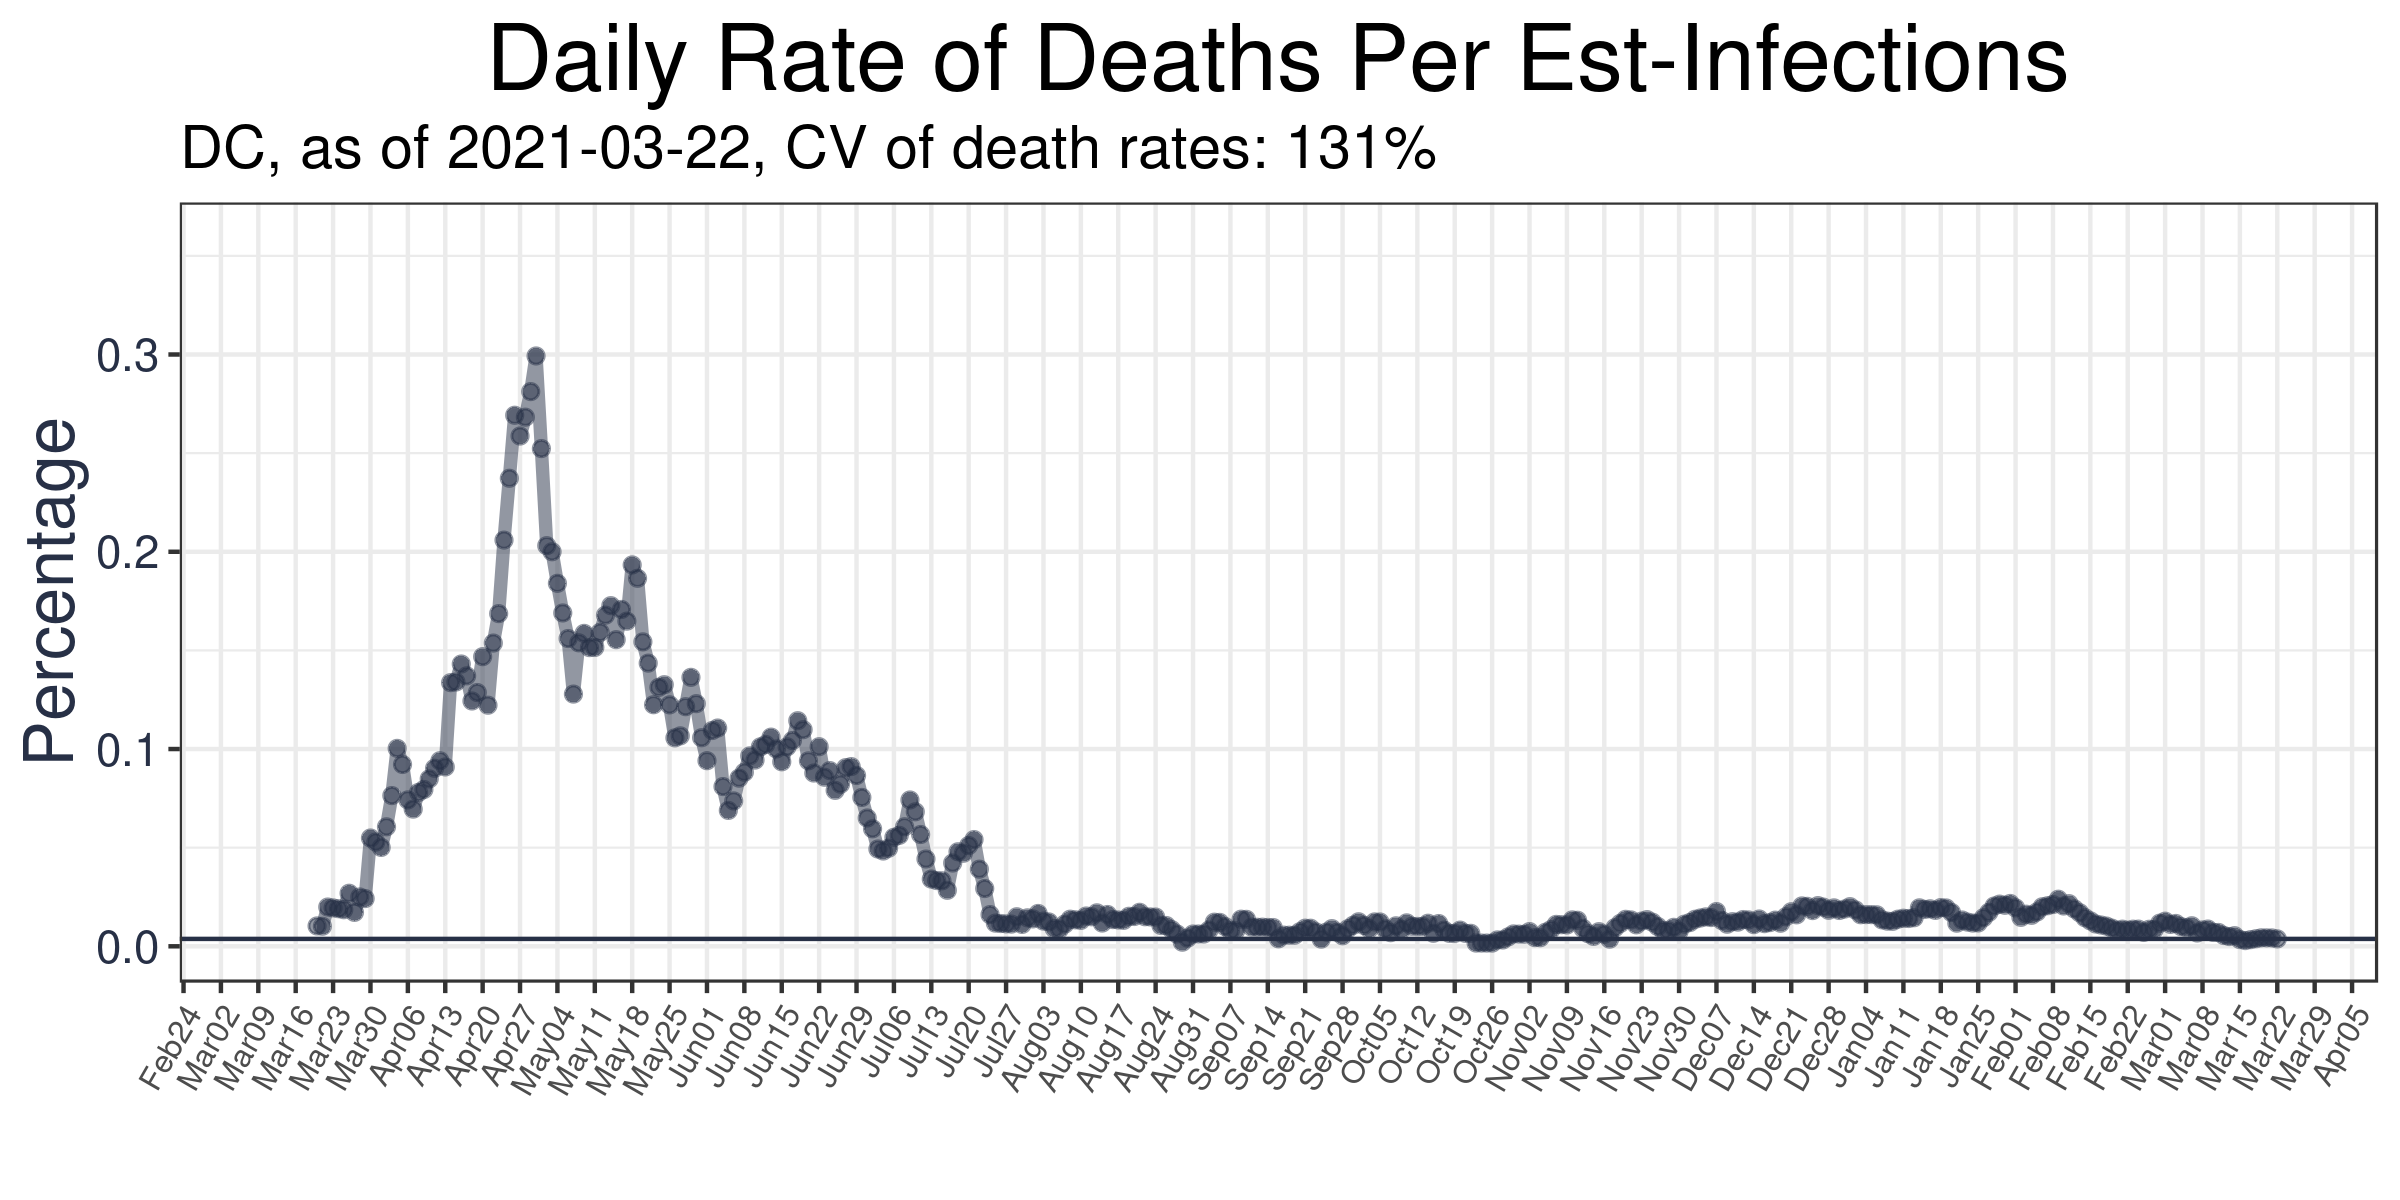 Daily Rate of Deaths Per Est-Infections
DC, as of 2021-03-22, CV of death rates: 131%
Percentage
0.3
0.2
0.1
0.0
Feb24 Mar02 Mar09 Mar16 Mar23 Mar30 Apr06 Apr13 Apr20 Apr27 May04 May11 May18 May25 Jun01 Jun08 Jun15 Jun22 Jun29 Jul06 Jul13 Jul20 Jul27 Aug03 Aug10 Aug17 Aug24 Aug31 Sep07 Sep14 Sep21 Sep28 Oct05 Oct12 Oct19 Oct26 Nov02 Nov09 Nov16 Nov23 Nov30 Dec07 Dec14 Dec21 Dec28 Jan04 Jan11 Jan18 Jan25 Feb01 Feb08 Feb15 Feb22 Mar01 Mar08 Mar15 Mar22 Mar29 Apr05